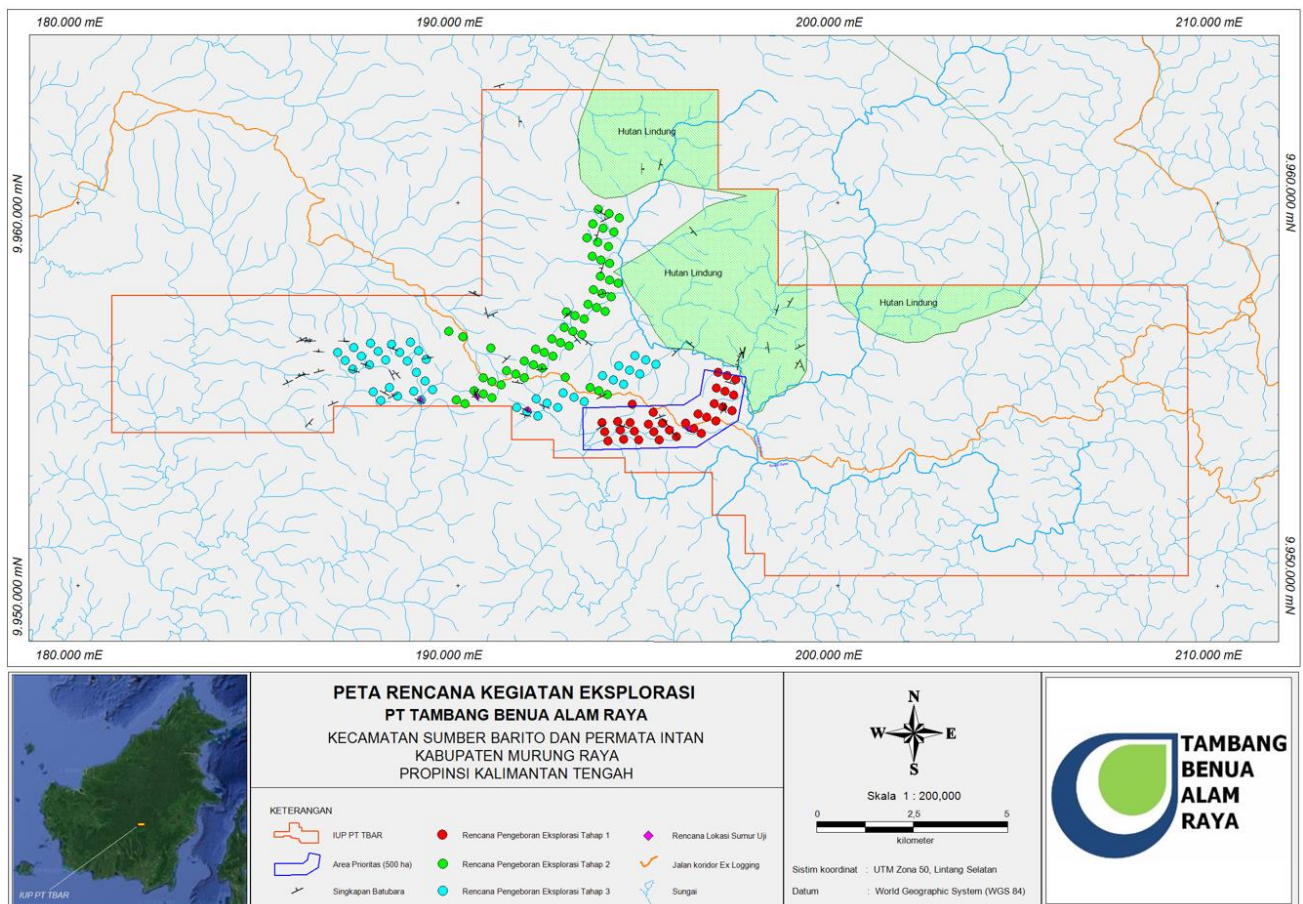 180.000 mE
190.000 mE
200.000 mE
210.000 mE
9.960.000 mN
9.960.000 mN
Hutan Lindung
Hutan Lindung
Hutan Lindung
9.950.000 mN
9.950.000 mN
180.000 mE
190.000 mE
200.000 mE
210.000 mE
PETA RENCANA KEGIATAN EKSPLORASI
PT TAMBANG BENUA ALAM RAYA
KECAMATAN SUMBER BARITO DAN PERMATA INTAN
KABUPATEN MURUNG RAYA
PROPINSI KALIMANTAN TENGAH
KETERANGAN
IUP PT TBAR
Area Prioritas (500 ha)
Singkapan Batubara
Rencana Pengeboran Eksplorasi Tahap 1
Rencana Pengeboran Eksplorasi Tahap 2
Rencana Pengeboran Eksplorasi Tahap 3
Rencana Lokasi Sumur Uji
Jalan koridor Ex Logging
Sungai
IUP PT TBAR
N
W E
S
Skala 1 : 200,000
0 2,5 5
kilometer
Sistim koordinat : UTM Zona 50, Lintang Selatan
Datum : World Geographic System (WGS 84)
TAMBANG
BENUA
ALAM
RAYA